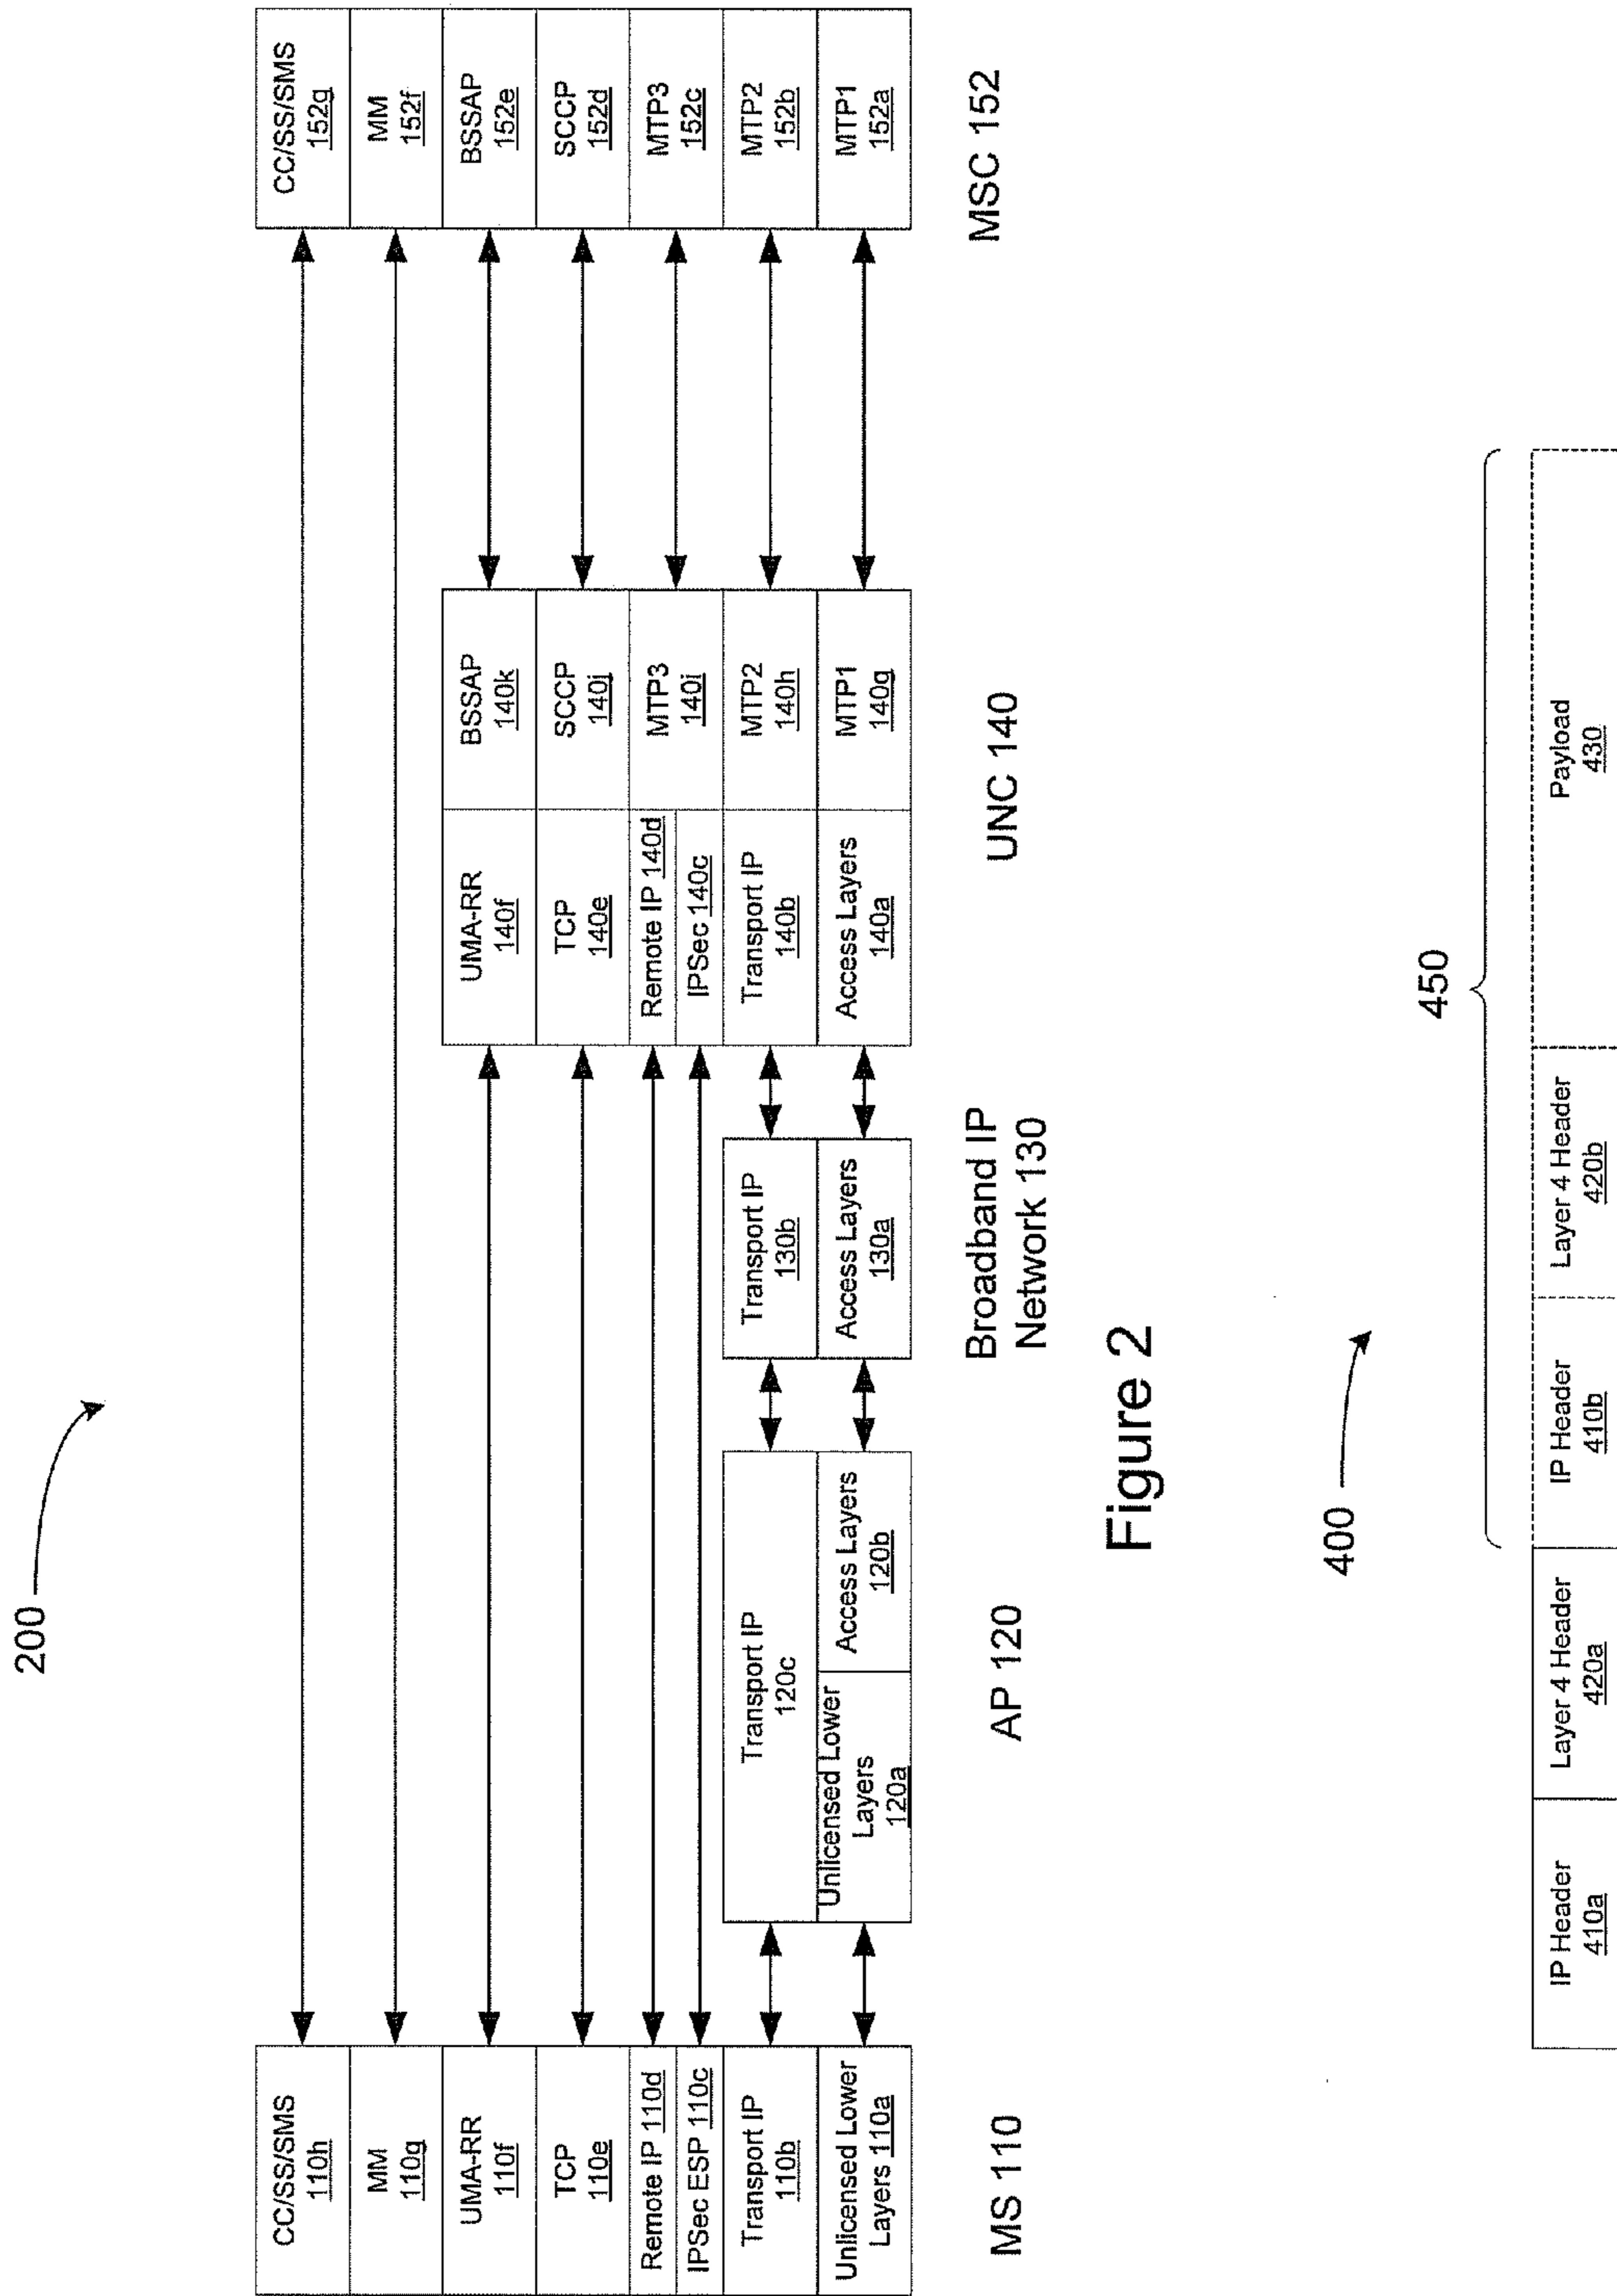 200
CC/SS/SMS
110h
MM
110g
UMA-RR
110f
TCP
110e
Remote IP 110d
IPSec ESP 110c
Transport IP
110b
Unlicensed Lower
Layers 110a
MS 110
Transport IP
120c
Unlicensed Lower
Layers
120a
Access Layers
120b
AP 120
Transport IP
130b
Access Layers
130a
Broadband IP
Network 130
UMA-RR
140f
TCP
140e
Remote IP 140d
IPSec 140c
Transport IP
140b
Access Layers
140a
BSSAP
140k
SCCP
140j
MTP3
140i
MTP2
140h
MTP1
140g
UNC 140
CC/SS/SMS
152g
MM
152f
BSSAP
152e
SCCP
152d
MTP3
152c
MTP2
152b
MTP1
152a
MSC 152
Figure 2
400
450
IP Header
410a
Layer 4 Header
420a
IP Header
410b
Layer 4 Header
420b
Payload
430